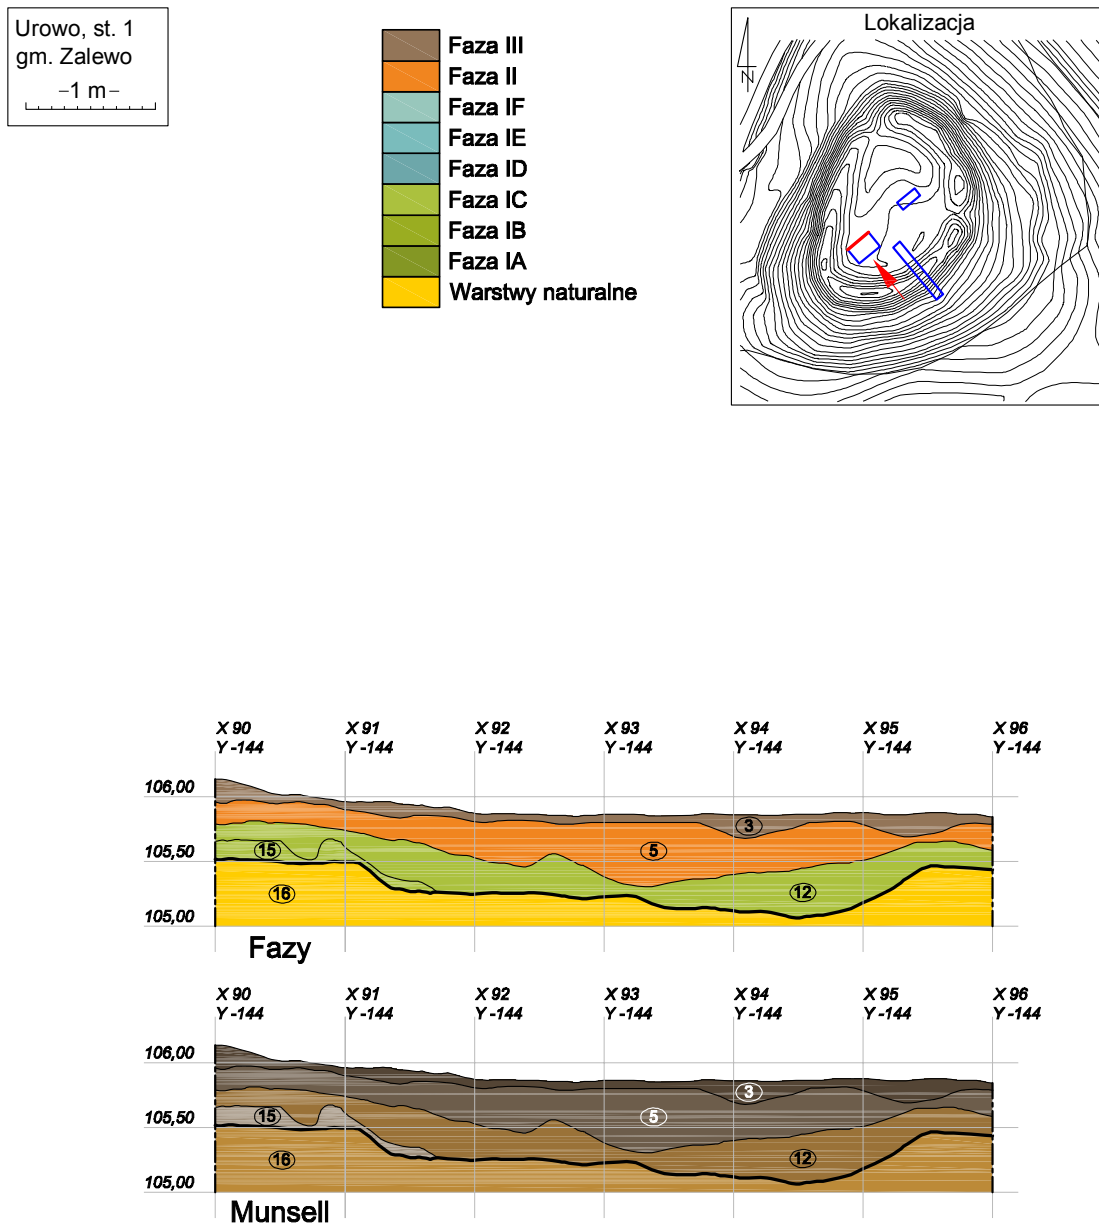 Urowo, st. 1
gm. Zalewo
1 m
Faza III
Faza II
Faza IF
Faza IE
Faza ID
Faza IC
Faza IB
Faza IA
Warstwy naturalne
Lokalizacja
N
X 90 X 91 X 92 X 93 X 94 X 95 X 96
Y -144 Y -144 Y -144 Y -144 Y -144 Y -144 Y -144
106,00
3
15 5
105,50
16 12
105,00
Fazy
X 90 X 91 X 92 X 93 X 94 X 95 X 96
Y -144 Y -144 Y -144 Y -144 Y -144 Y -144 Y -144
106,00
3
15 5
105,50
16 12
105,00
Munsell